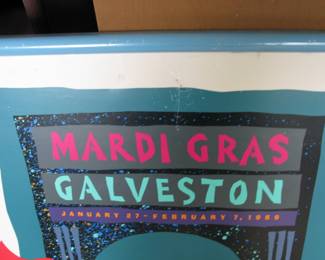 MARDI GRAS
GALVESTON
JANUARY 27-FEBRUARY 7, 1989